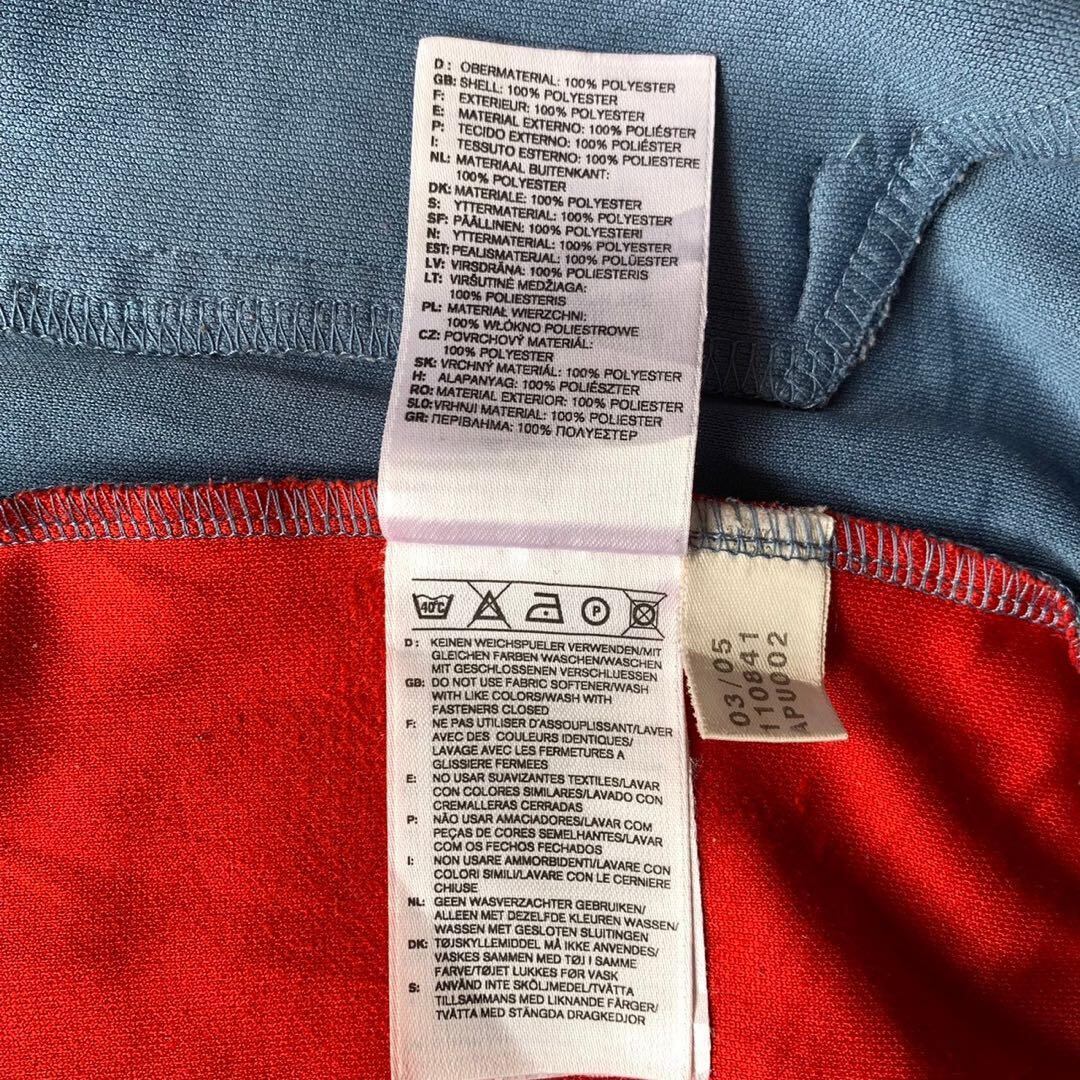 D: OBERMATERIAL: 100% POLYESTER
GB: SHELL: 100% POLYESTER
F: EXTERIEUR: 100% POLYESTER
E: MATERIAL EXTERNO: 100% POLIÉSTER
P: TECIDO EXTERNO: 100% POLIÉSTER
I: TESSUTO ESTERNO: 100% POLIESTERE
NL: MATERIAAL BUITENKANT:
100% POLYESTER
DK: MATERIALE: 100% POLYESTER
S: YTTERMATERIAL: 100% POLYESTER
SF: PÄÄLLINEN: 100% POLYESTERI
N: YTTERMATERIAL: 100% POLYESTER
EST: PEALISMATERJAL: 100% POLÜESTER
LV: VIRSDRĀNA: 100% POLIESTERIS
LT: VIRŠUTINĖ MEDŽIAGA:
100% POLIESTERIS
PL: MATERIAŁ WIERZCHNI:
100% WŁÓKNO POLIESTROWE
CZ: POVRCHOVÝ MATERIÁL:
100% POLYESTER
SK: VRCHNÝ MATERIÁL: 100% POLYESTER
H: ALAPANYAG: 100% POLIÉSZTER
RO: MATERIAL EXTERIOR: 100% POLIESTER
SLO: VRHNJI MATERIAL: 100% POLIESTER
GR: ΠΕΡΙΒΛΗΜΑ: 100% ΠΟΛΥΕΣΤΕΡ
40°C P
D: KEINEN WEICHSPUELER VERWENDEN/MIT
GLEICHEN FARBEN WASCHEN/WASCHEN
MIT GESCHLOSSENEN VERSCHLUESSEN
GB: DO NOT USE FABRIC SOFTENER/WASH
WITH LIKE COLORS/WASH WITH
FASTENERS CLOSED
F: NE PAS UTILISER D'ASSOUPLISSANT/LAVER
AVEC DES COULEURS IDENTIQUES/
LAVAGE AVEC LES FERMETURES A
GLISSIERE FERMEES
E: NO USAR SUAVIZANTES TEXTILES/LAVAR
CON COLORES SIMILARES/LAVADO CON
CREMALLERAS CERRADAS
P: NÃO USAR AMACIADORES/LAVAR COM
PEÇAS DE CORES SEMELHANTES/LAVAR
COM OS FECHOS FECHADOS
I: NON USARE AMMORBIDENTI/LAVARE CON
COLORI SIMILI/LAVARE CON LE CERNIERE
CHIUSE
NL: GEEN WASVERZACHTER GEBRUIKEN/
ALLEEN MET DEZELFDE KLEUREN WASSEN/
WASSEN MET GESLOTEN SLUITINGEN
DK: TØJSKYLLEMIDDEL MÅ IKKE ANVENDES/
VASKES SAMMEN MED TØJ I SAMME
FARVE/TØJET LUKKES FØR VASK
S: ANVÄND INTE SKÖLJMEDEL/TVÄTTA
TILLSAMMANS MED LIKNANDE FÄRGER/
TVÄTTA MED STÄNGDA DRAGKEDJOR
03/05
110841
APU002